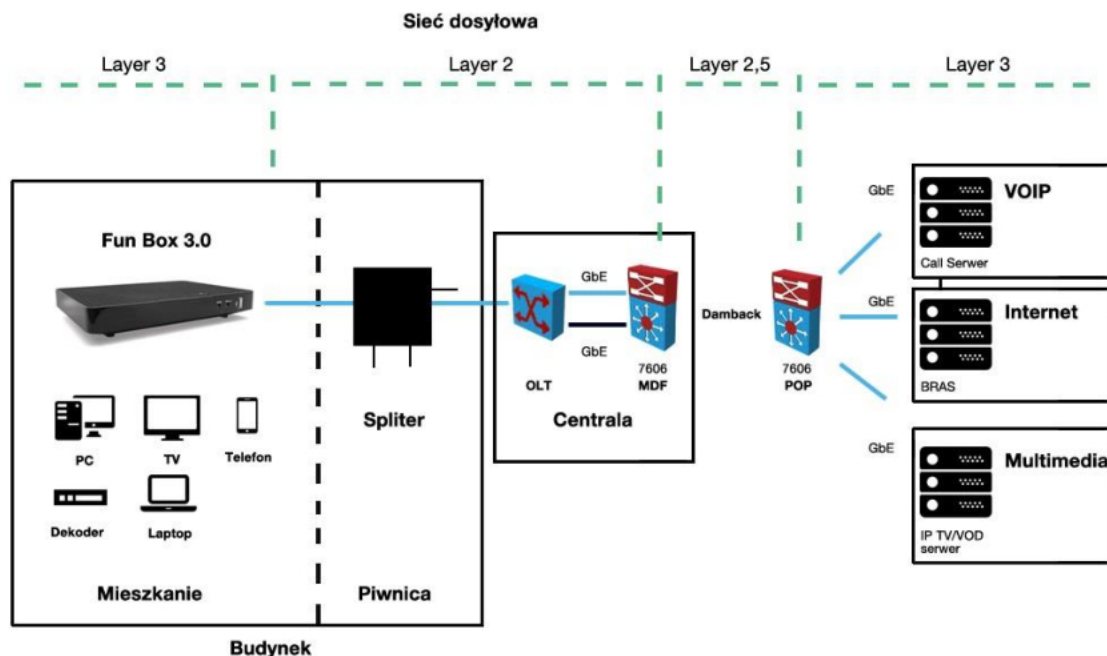 Sieć dosyłowa
Layer 3
Layer 2
Layer 2,5
Layer 3
Fun Box 3.0
PC
TV
Telefon
Dekoder
Laptop
Mieszkanie
Spliter
Piwnica
Budynek
GbE
GbE
OLT
7606
MDF
Centrala
Damback
7606
POP
GbE
VOIP
Call Serwer
GbE
Internet
BRAS
GbE
Multimedia
IP TV/VOD
serwer